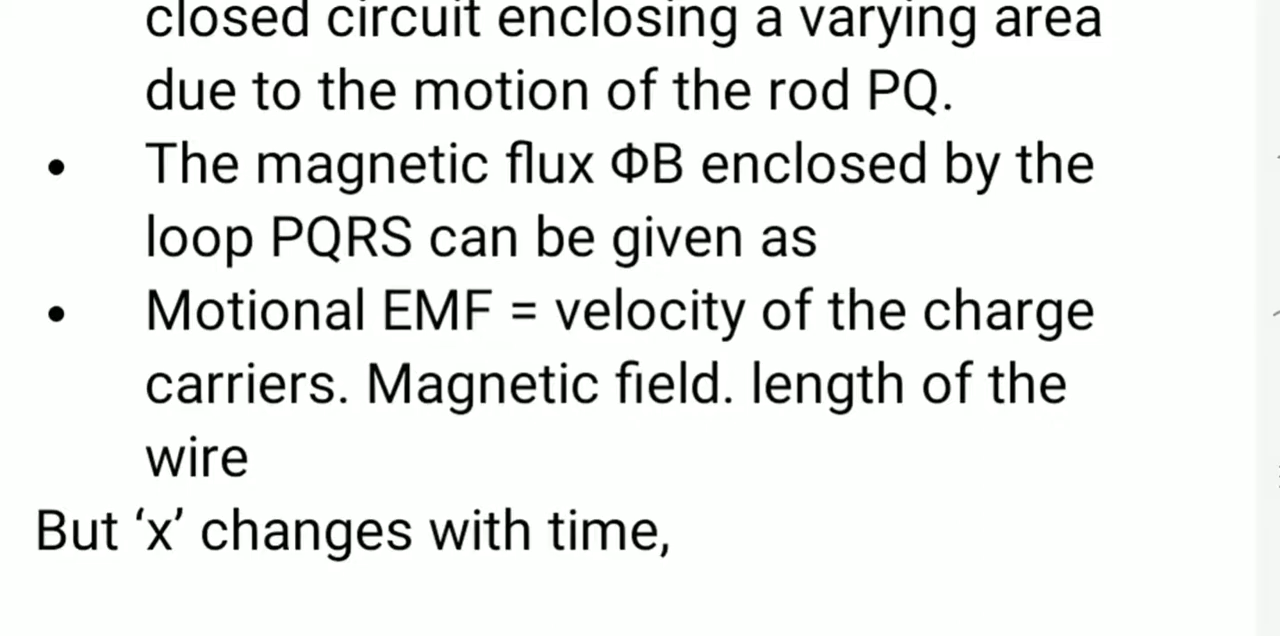 closed circuit enclosing a varying area
due to the motion of the rod PQ.
• The magnetic flux ΦB enclosed by the
loop PQRS can be given as
• Motional EMF = velocity of the charge
carriers. Magnetic field. length of the
wire
But ‘x’ changes with time,